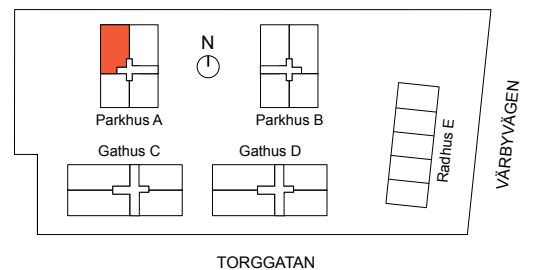 N
Parkhus A
Parkhus B
Gathus C
Gathus D
Radhus E
VÄRBYVÄGEN
TORGGATAN